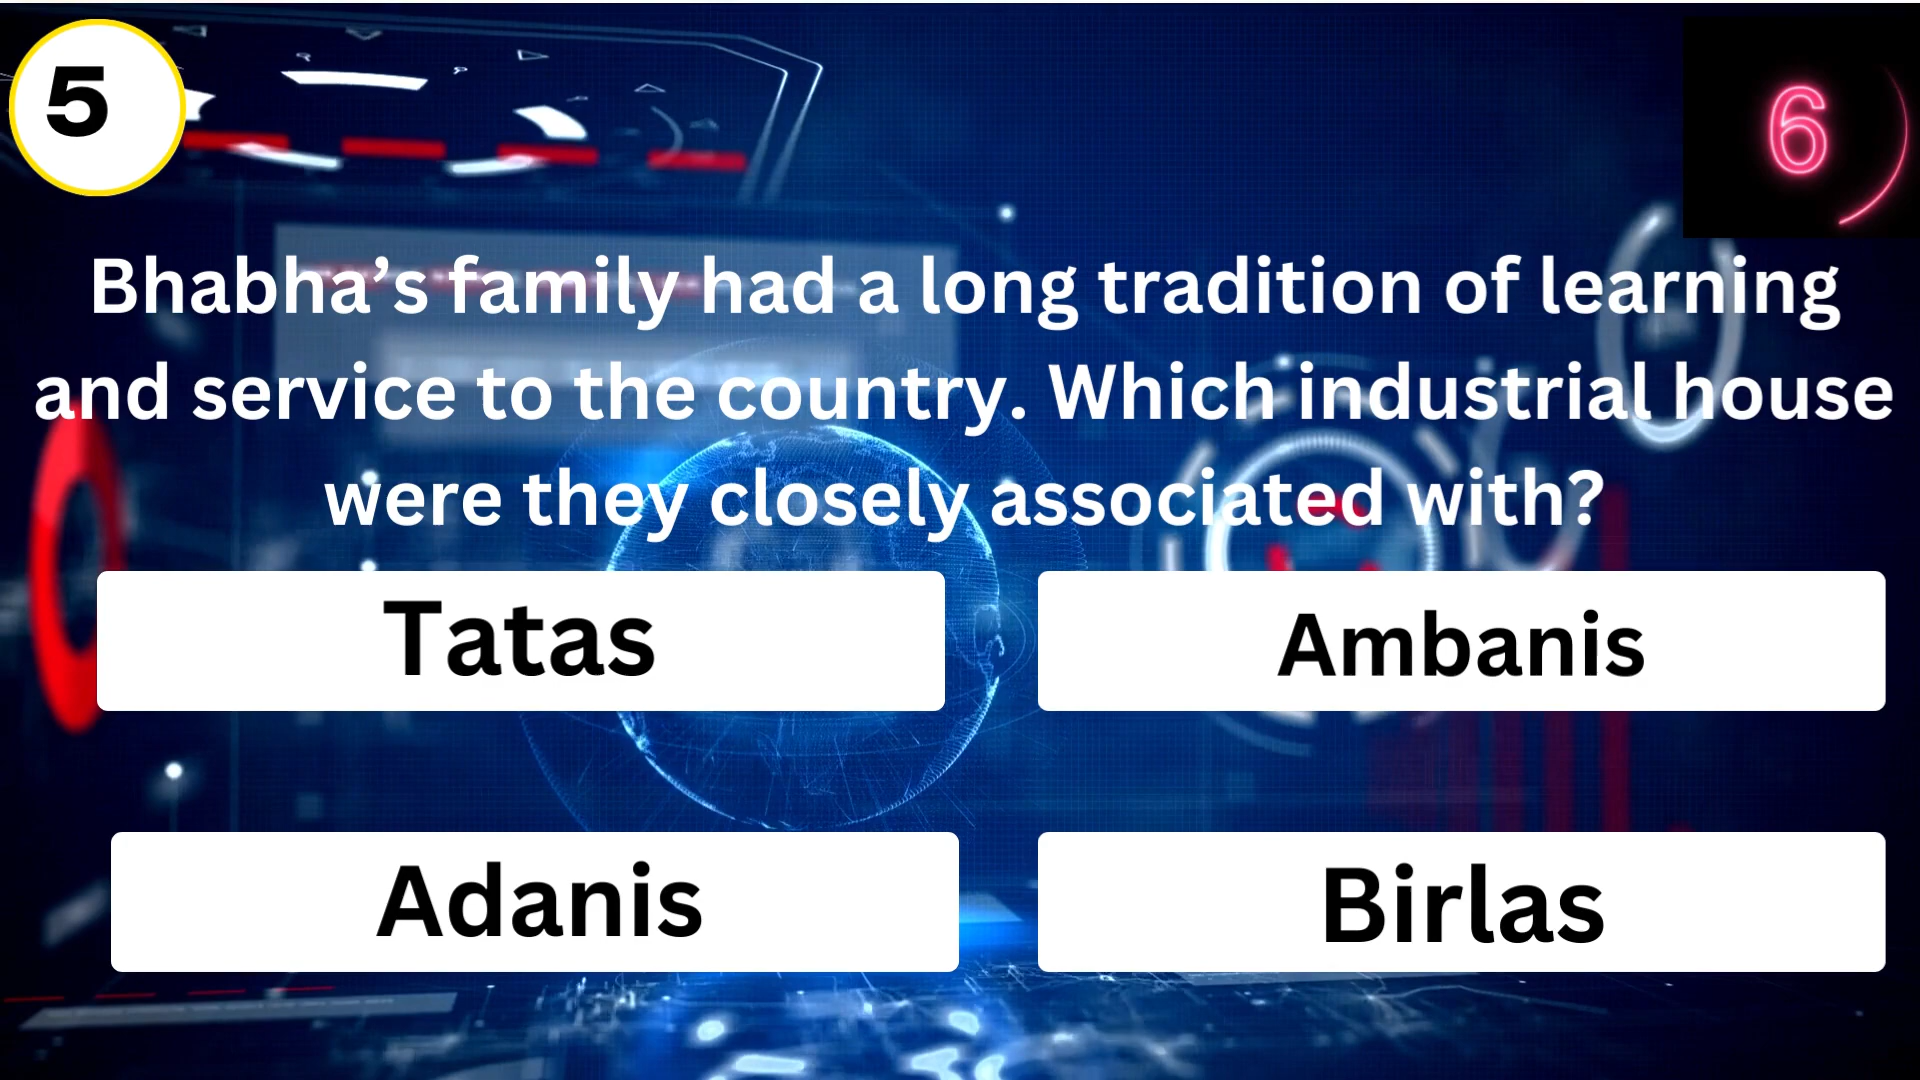 5
6
Bhabha’s family had a long tradition of learning
and service to the country. Which industrial house
were they closely associated with?
Tatas
Ambanis
Adanis
Birlas